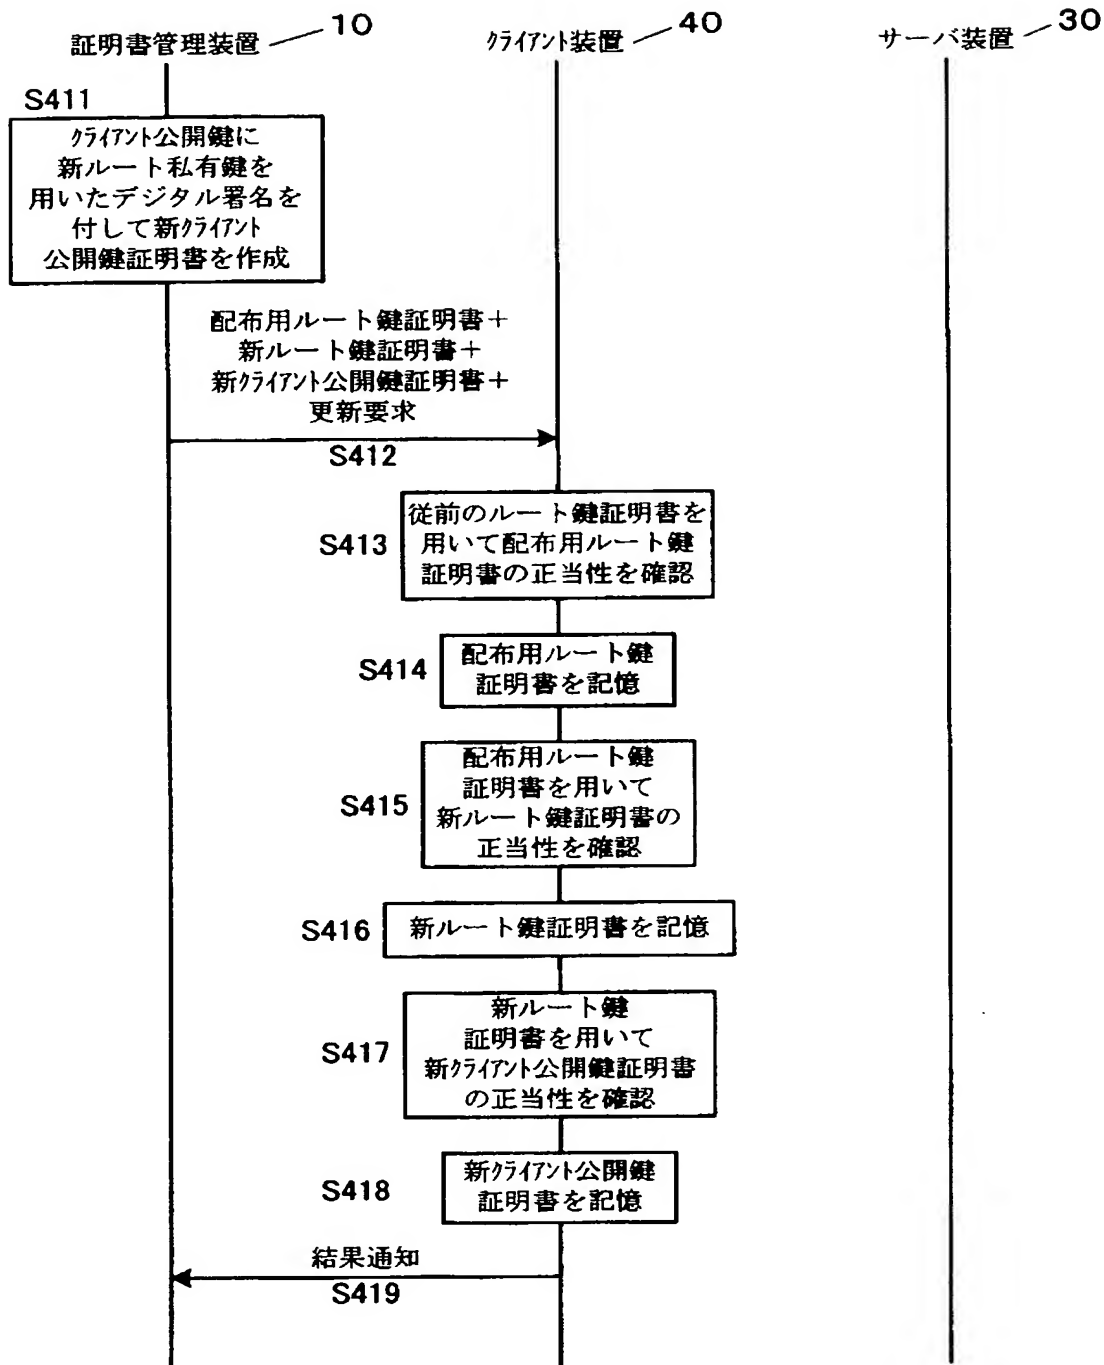 証明書管理装置 10
クライアント装置 40
サーバ装置 30
S411
クライアント公開鍵に
新ルート私有鍵を
用いたデジタル署名を
付して新クライアント
公開鍵証明書を作成
配布用ルート鍵証明書＋
新ルート鍵証明書＋
新クライアント公開鍵証明書＋
更新要求
S412
S413
従前のルート鍵証明書を
用いて配布用ルート鍵
証明書の正当性を確認
S414
配布用ルート鍵
証明書を記憶
S415
配布用ルート鍵
証明書を用いて
新ルート鍵証明書の
正当性を確認
S416
新ルート鍵証明書を記憶
S417
新ルート鍵
証明書を用いて
新クライアント公開鍵証明書
の正当性を確認
S418
新クライアント公開鍵
証明書を記憶
結果通知
S419